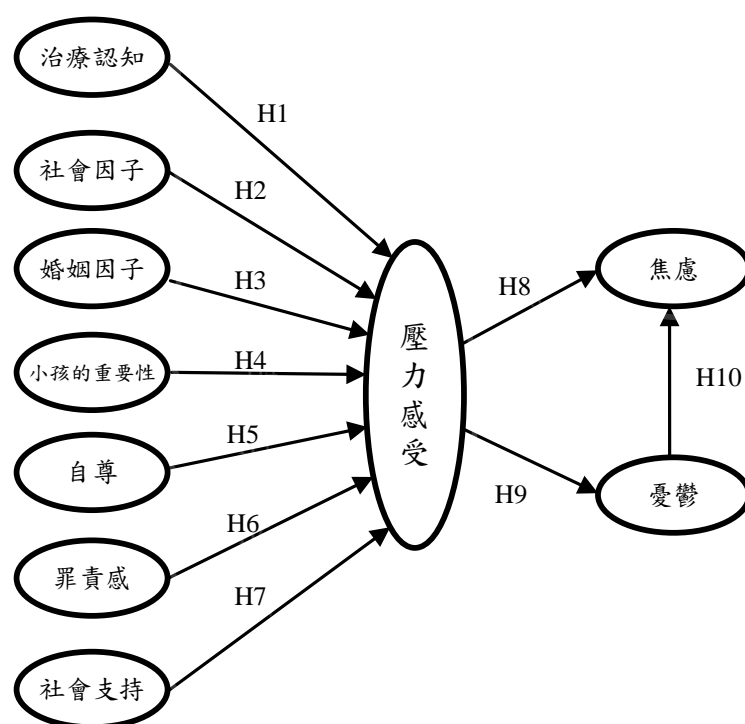 治療認知
H1
社會因子
H2
婚姻因子
H3
小孩的重要性
H4
自尊
H5
罪責感
H6
社會支持
H7
壓力感受
H8
焦慮
H9
憂鬱
H10